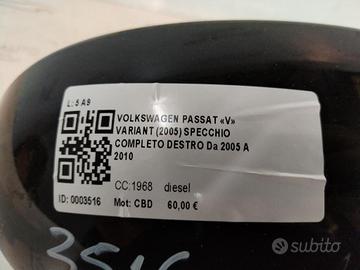 L: 5 A9
VOLKSWAGEN PASSAT «V»
VARIANT (2005) SPECCHIO
COMPLETO DESTRO Da 2005 A
2010
CC:1968 diesel
ID: 0003516 Mot: CBD 60,00 €
3516
subito